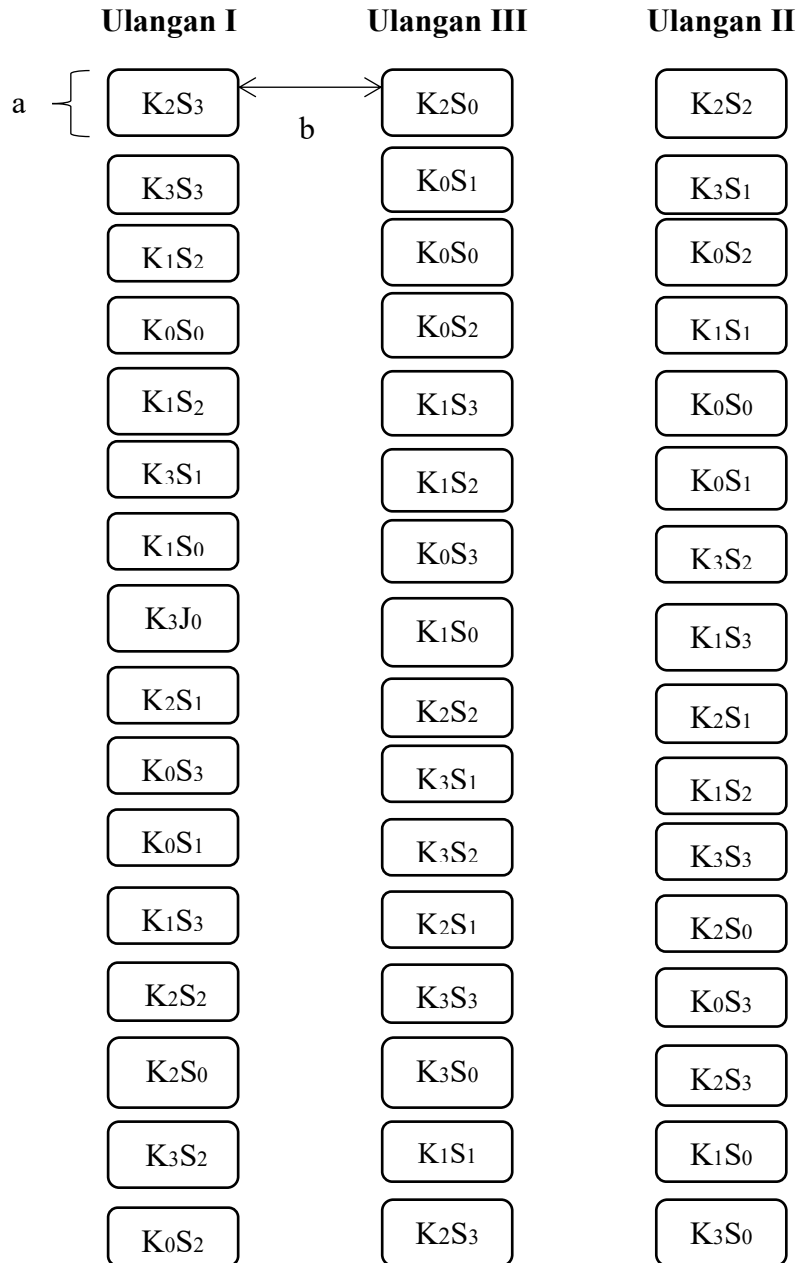 Ulangan I Ulangan III Ulangan II
a K₂S₃ b K₂S₀ K₂S₂
K₃S₃ K₀S₁ K₃S₁
K₁S₂ K₀S₀ K₀S₂
K₀S₀ K₀S₂ K₁S₁
K₁S₂ K₁S₃ K₀S₀
K₃S₁ K₁S₂ K₀S₁
K₁S₀ K₀S₃ K₃S₂
K₃J₀ K₁S₀ K₁S₃
K₂S₁ K₂S₂ K₂S₁
K₀S₃ K₃S₁ K₁S₂
K₀S₁ K₃S₂ K₃S₃
K₁S₃ K₂S₁ K₂S₀
K₂S₂ K₃S₃ K₀S₃
K₂S₀ K₃S₀ K₂S₃
K₃S₂ K₁S₁ K₁S₀
K₀S₂ K₂S₃ K₃S₀